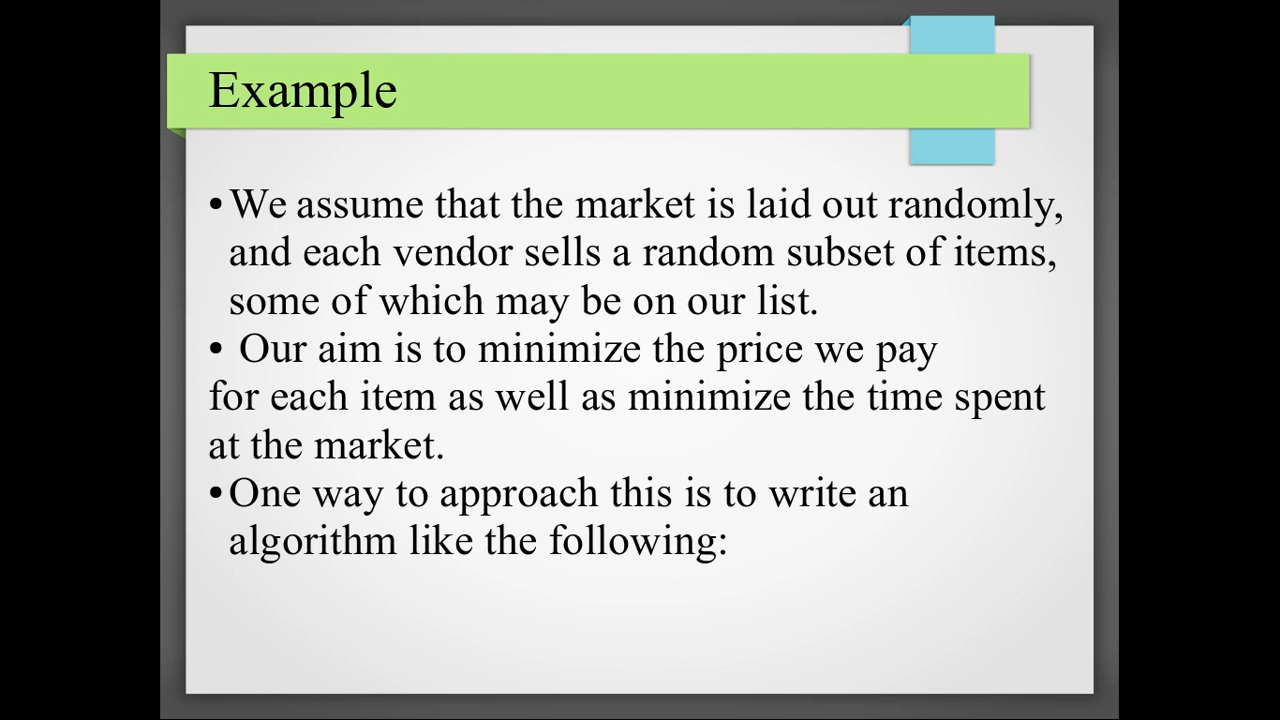 Example
•We assume that the market is laid out randomly,
and each vendor sells a random subset of items,
some of which may be on our list.
• Our aim is to minimize the price we pay
for each item as well as minimize the time spent
at the market.
•One way to approach this is to write an
algorithm like the following: